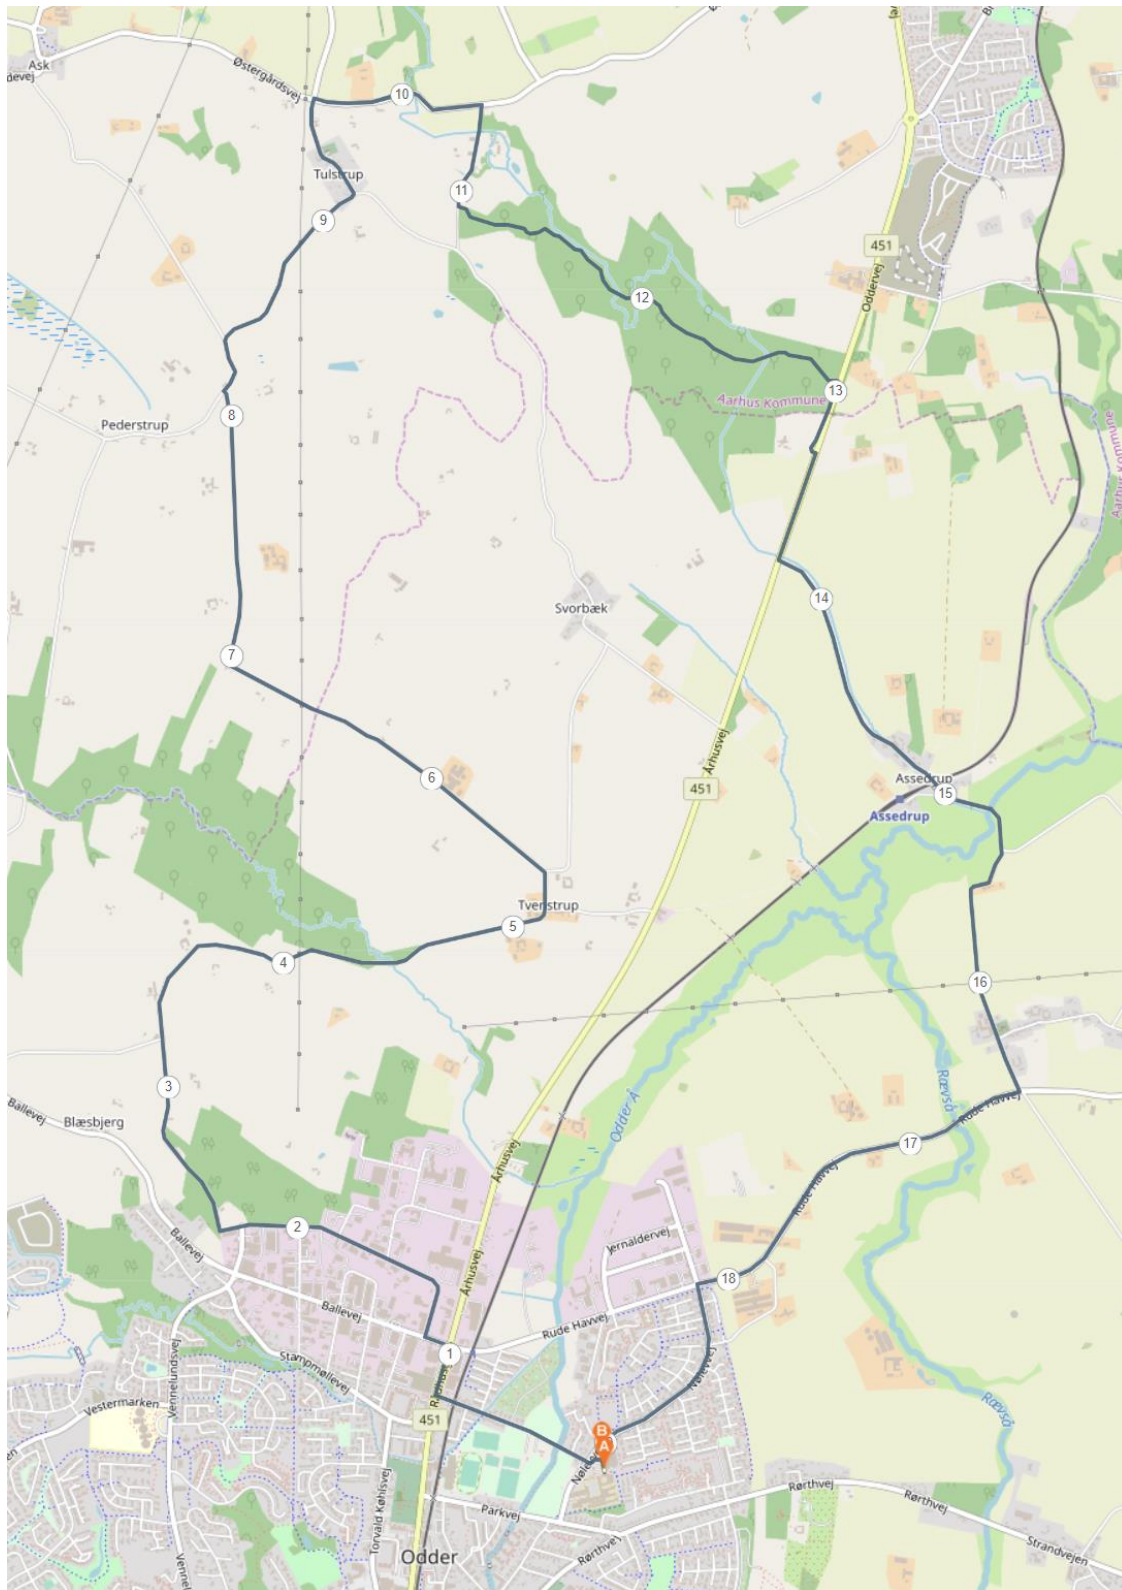 Ask
devej
Østergårdsvej
10
Tulstrup
11
9
451
12
Oddervej
13
Aarhus Kommune
Aarhus Kommune
8
Pederstrup
Svorbæk
14
7
Århusvej
6
451
Assedrup
15
Assedrup
Tvenstrup
5
4
16
3
Ballevej
Blæsbjerg
Odder Å
Rævså
Rude Havvej
17
Århusvej
Rude Havvej
2
Ballevej
Jernaldervej
Århusvej
18
Ballevej
Rude Havvej
1
Stampmøllevej
Vennelundsvej
Nølevej
Vestermarken
Rævså
451
B
A
Rørthvej
Rørthvej
Parkvej
Torvald Køhlsvej
Rørthvej
Strandvejen
Odder